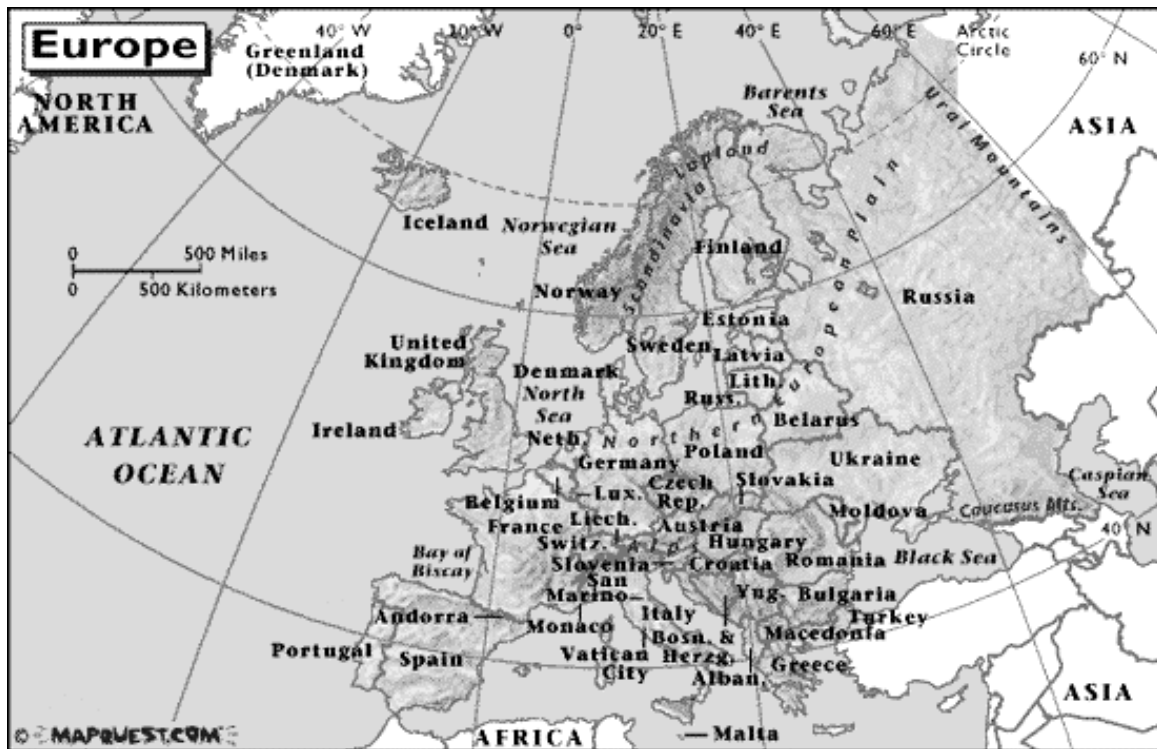 Europe
40° W
20° W
0°
20° E
40° E
60° E
Arctic
Circle
60° N
Greenland
(Denmark)
NORTH
AMERICA
Barents
Sea
Ural Mountains
ASIA
Lapland
Iceland
Norwegian
Sea
Scandinavia
Finland
0 500 Miles
0 500 Kilometers
Norway
Russia
Northern European Plain
Estonia
United
Kingdom
Sweden
Latvia
Denmark
Lith.
North
Sea
Russ.
Belarus
Ireland
ATLANTIC
OCEAN
Neth.
Poland
Germany
Ukraine
Czech
Rep.
Slovakia
Caspian
Sea
Belgium
Lux.
Moldova
Caucasus Mts.
France
Liech.
Austria
40 N
Switz.
Alps
Hungary
Bay of
Biscay
Slovenia
Croatia
Romania
Black Sea
San
Marino
Yug.
Bulgaria
Andorra
Monaco
Italy
Turkey
Bosn. &
Herzg.
Macedonia
Portugal
Spain
Vatican
City
Alban.
Greece
ASIA
© MAPQUEST.COM
AFRICA
Malta